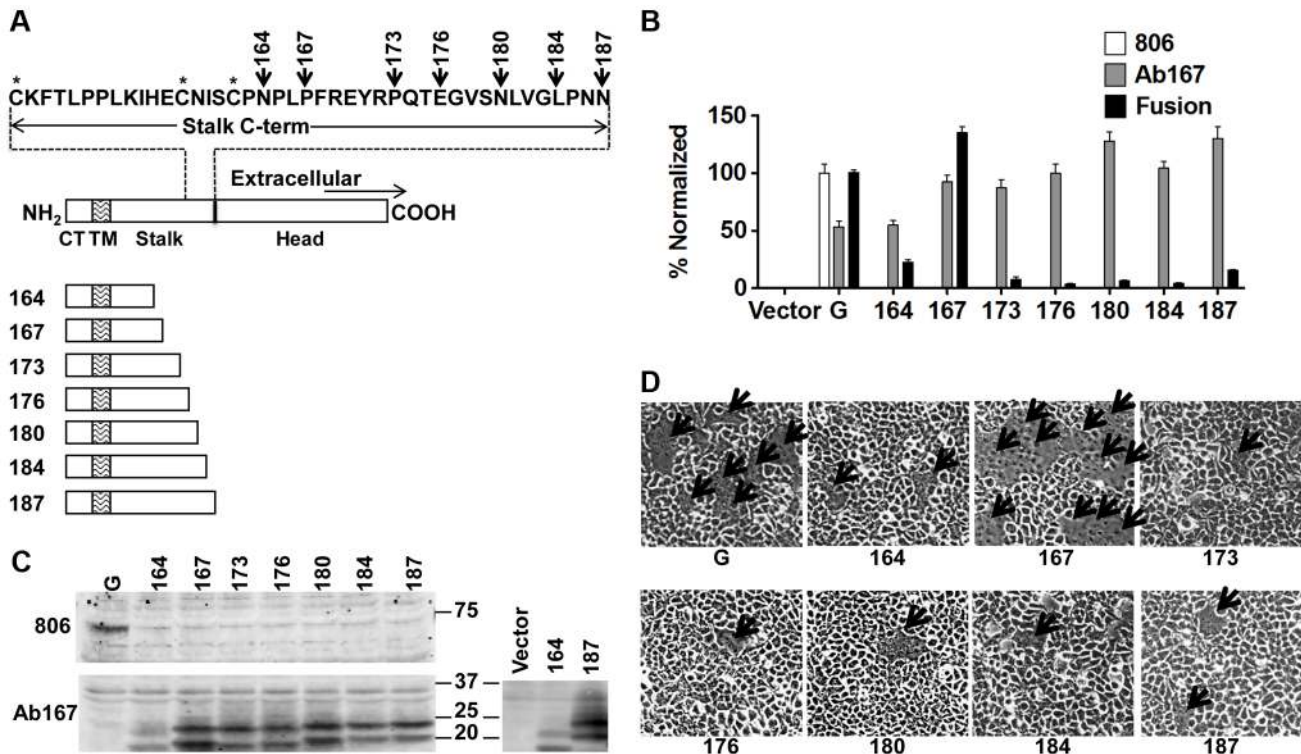 A
164 167 173 176 180 184 187
* * *
CKFTLPPLKIHECNISCPNPLPFREYRPQTEGVSNLVGLPNN
Stalk C-term
Extracellular
NH2 COOH
CT TM Stalk Head
164
167
173
176
180
184
187
B
806
Ab167
Fusion
% Normalized
150
100
50
0
Vector G 164 167 173 176 180 184 187
C
G 164 167 173 176 180 184 187
806
75
Vector 164 187
Ab167
37
25
20
D
G 164 167 173
176 180 184 187